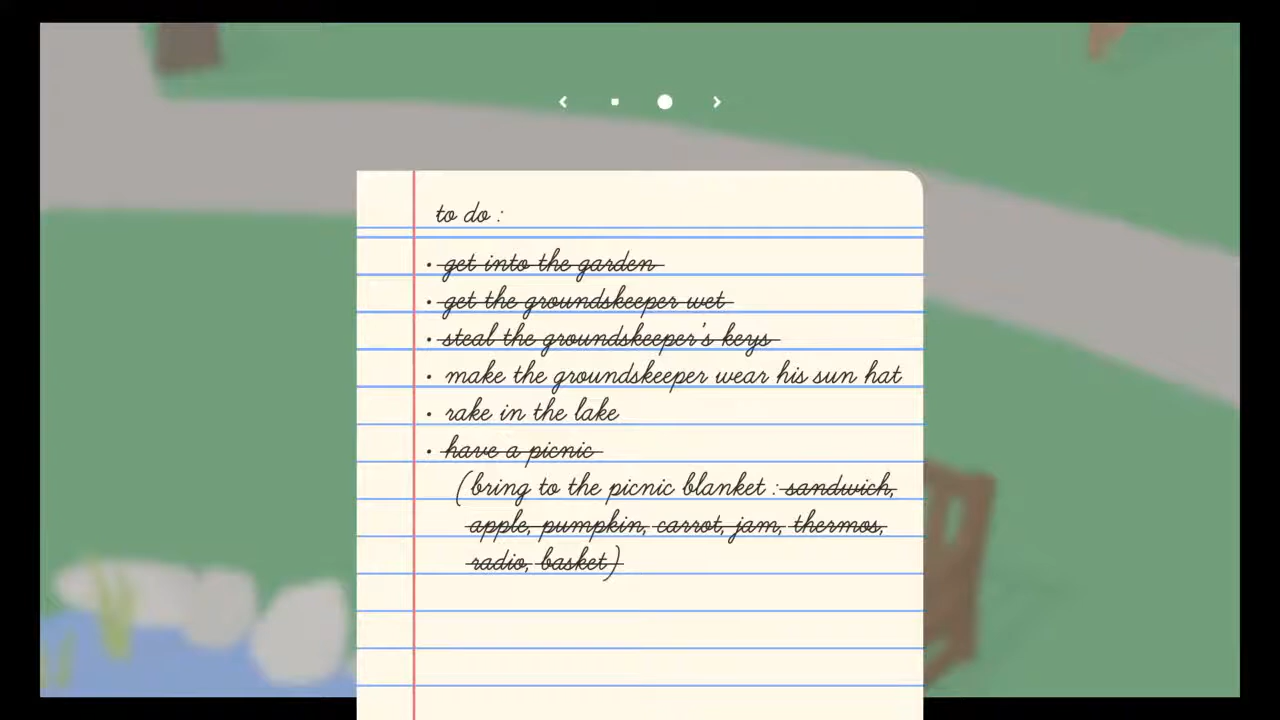 to do :
• get into the garden
• get the groundskeeper wet
• steal the groundskeeper's keys
• make the groundskeeper wear his sun hat
• rake in the lake
• have a picnic
(bring to the picnic blanket : sandwich,
apple, pumpkin, carrot, jam, thermos,
radio, basket)